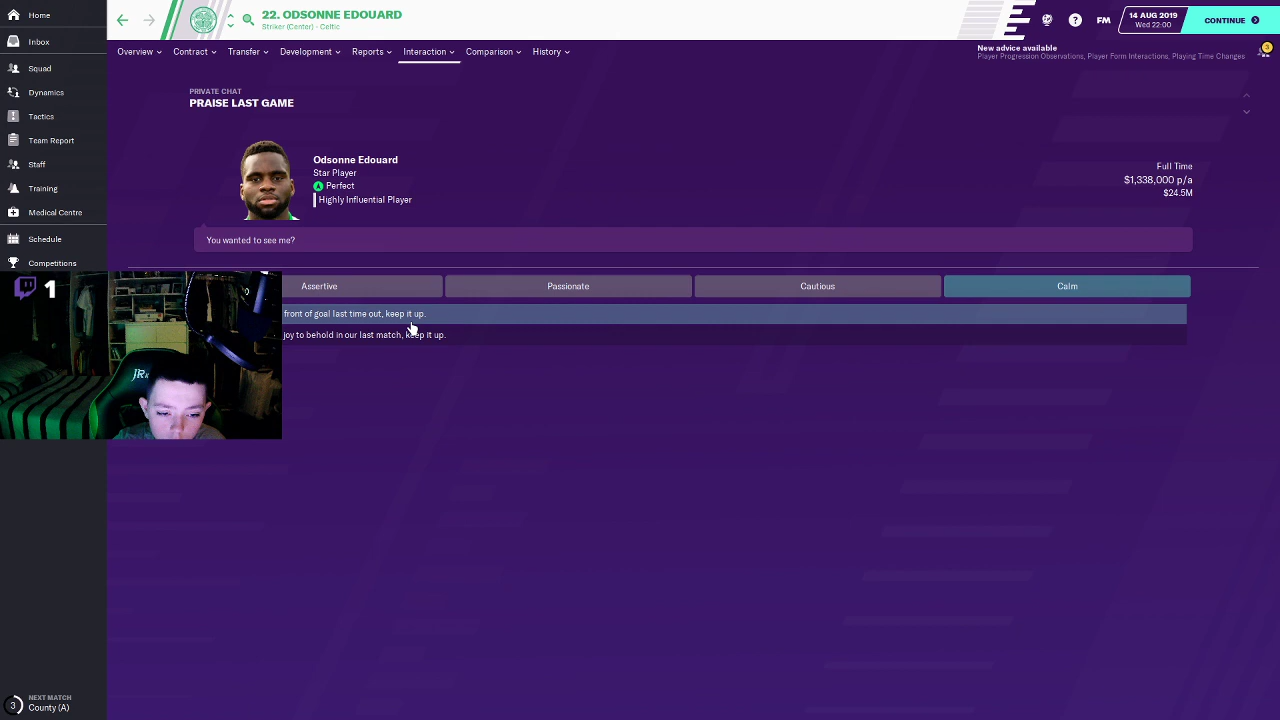 22. ODSONNE EDOUARD
Striker (Center) - Celtic
FM
14 AUG 2019
Wed 22:00
CONTINUE
Inbox
Squad
Dynamics
Tactics
Team Report
Staff
Training
Medical Centre
Schedule
Competitions
Overview Contract Transfer Development Reports Interaction Comparison History
New advice available
Player Progression Observations, Player Form Interactions, Playing Time Changes
3
PRIVATE CHAT
PRAISE LAST GAME
Odsonne Edouard
Star Player
Perfect
Highly Influential Player
Full Time
$1,338,000 p/a
$24.5M
You wanted to see me?
Assertive Passionate Cautious Calm
front of goal last time out, keep it up.
joy to behold in our last match, keep it up.
1
NEXT MATCH
3 County (A)